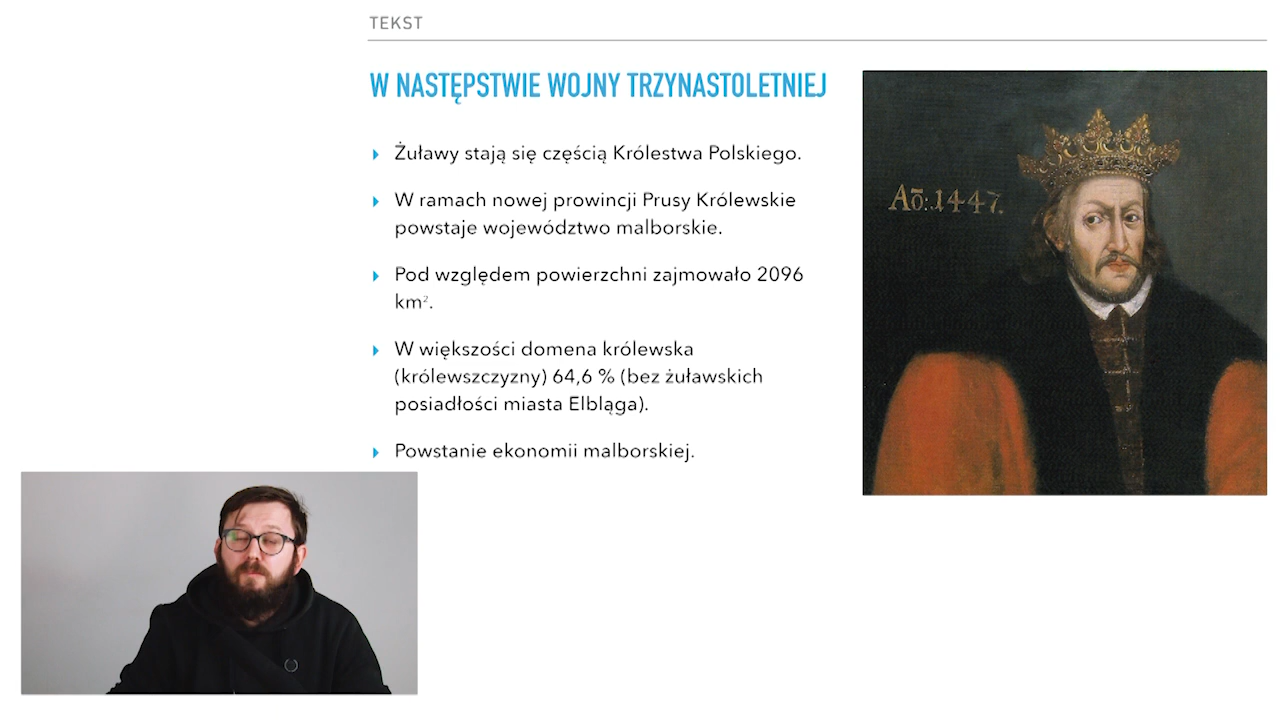 TEKST
W NASTĘPSTWIE WOJNY TRZYNASTOLETNIEJ
Żuławy stają się częścią Królestwa Polskiego.
W ramach nowej prowincji Prusy Królewskie
powstaje województwo malborskie.
Pod względem powierzchni zajmowało 2096
km².
W większości domena królewska
(królewszczyzny) 64,6 % (bez żuławskich
posiadłości miasta Elbląga).
Powstanie ekonomii malborskiej.
Ao:1447.